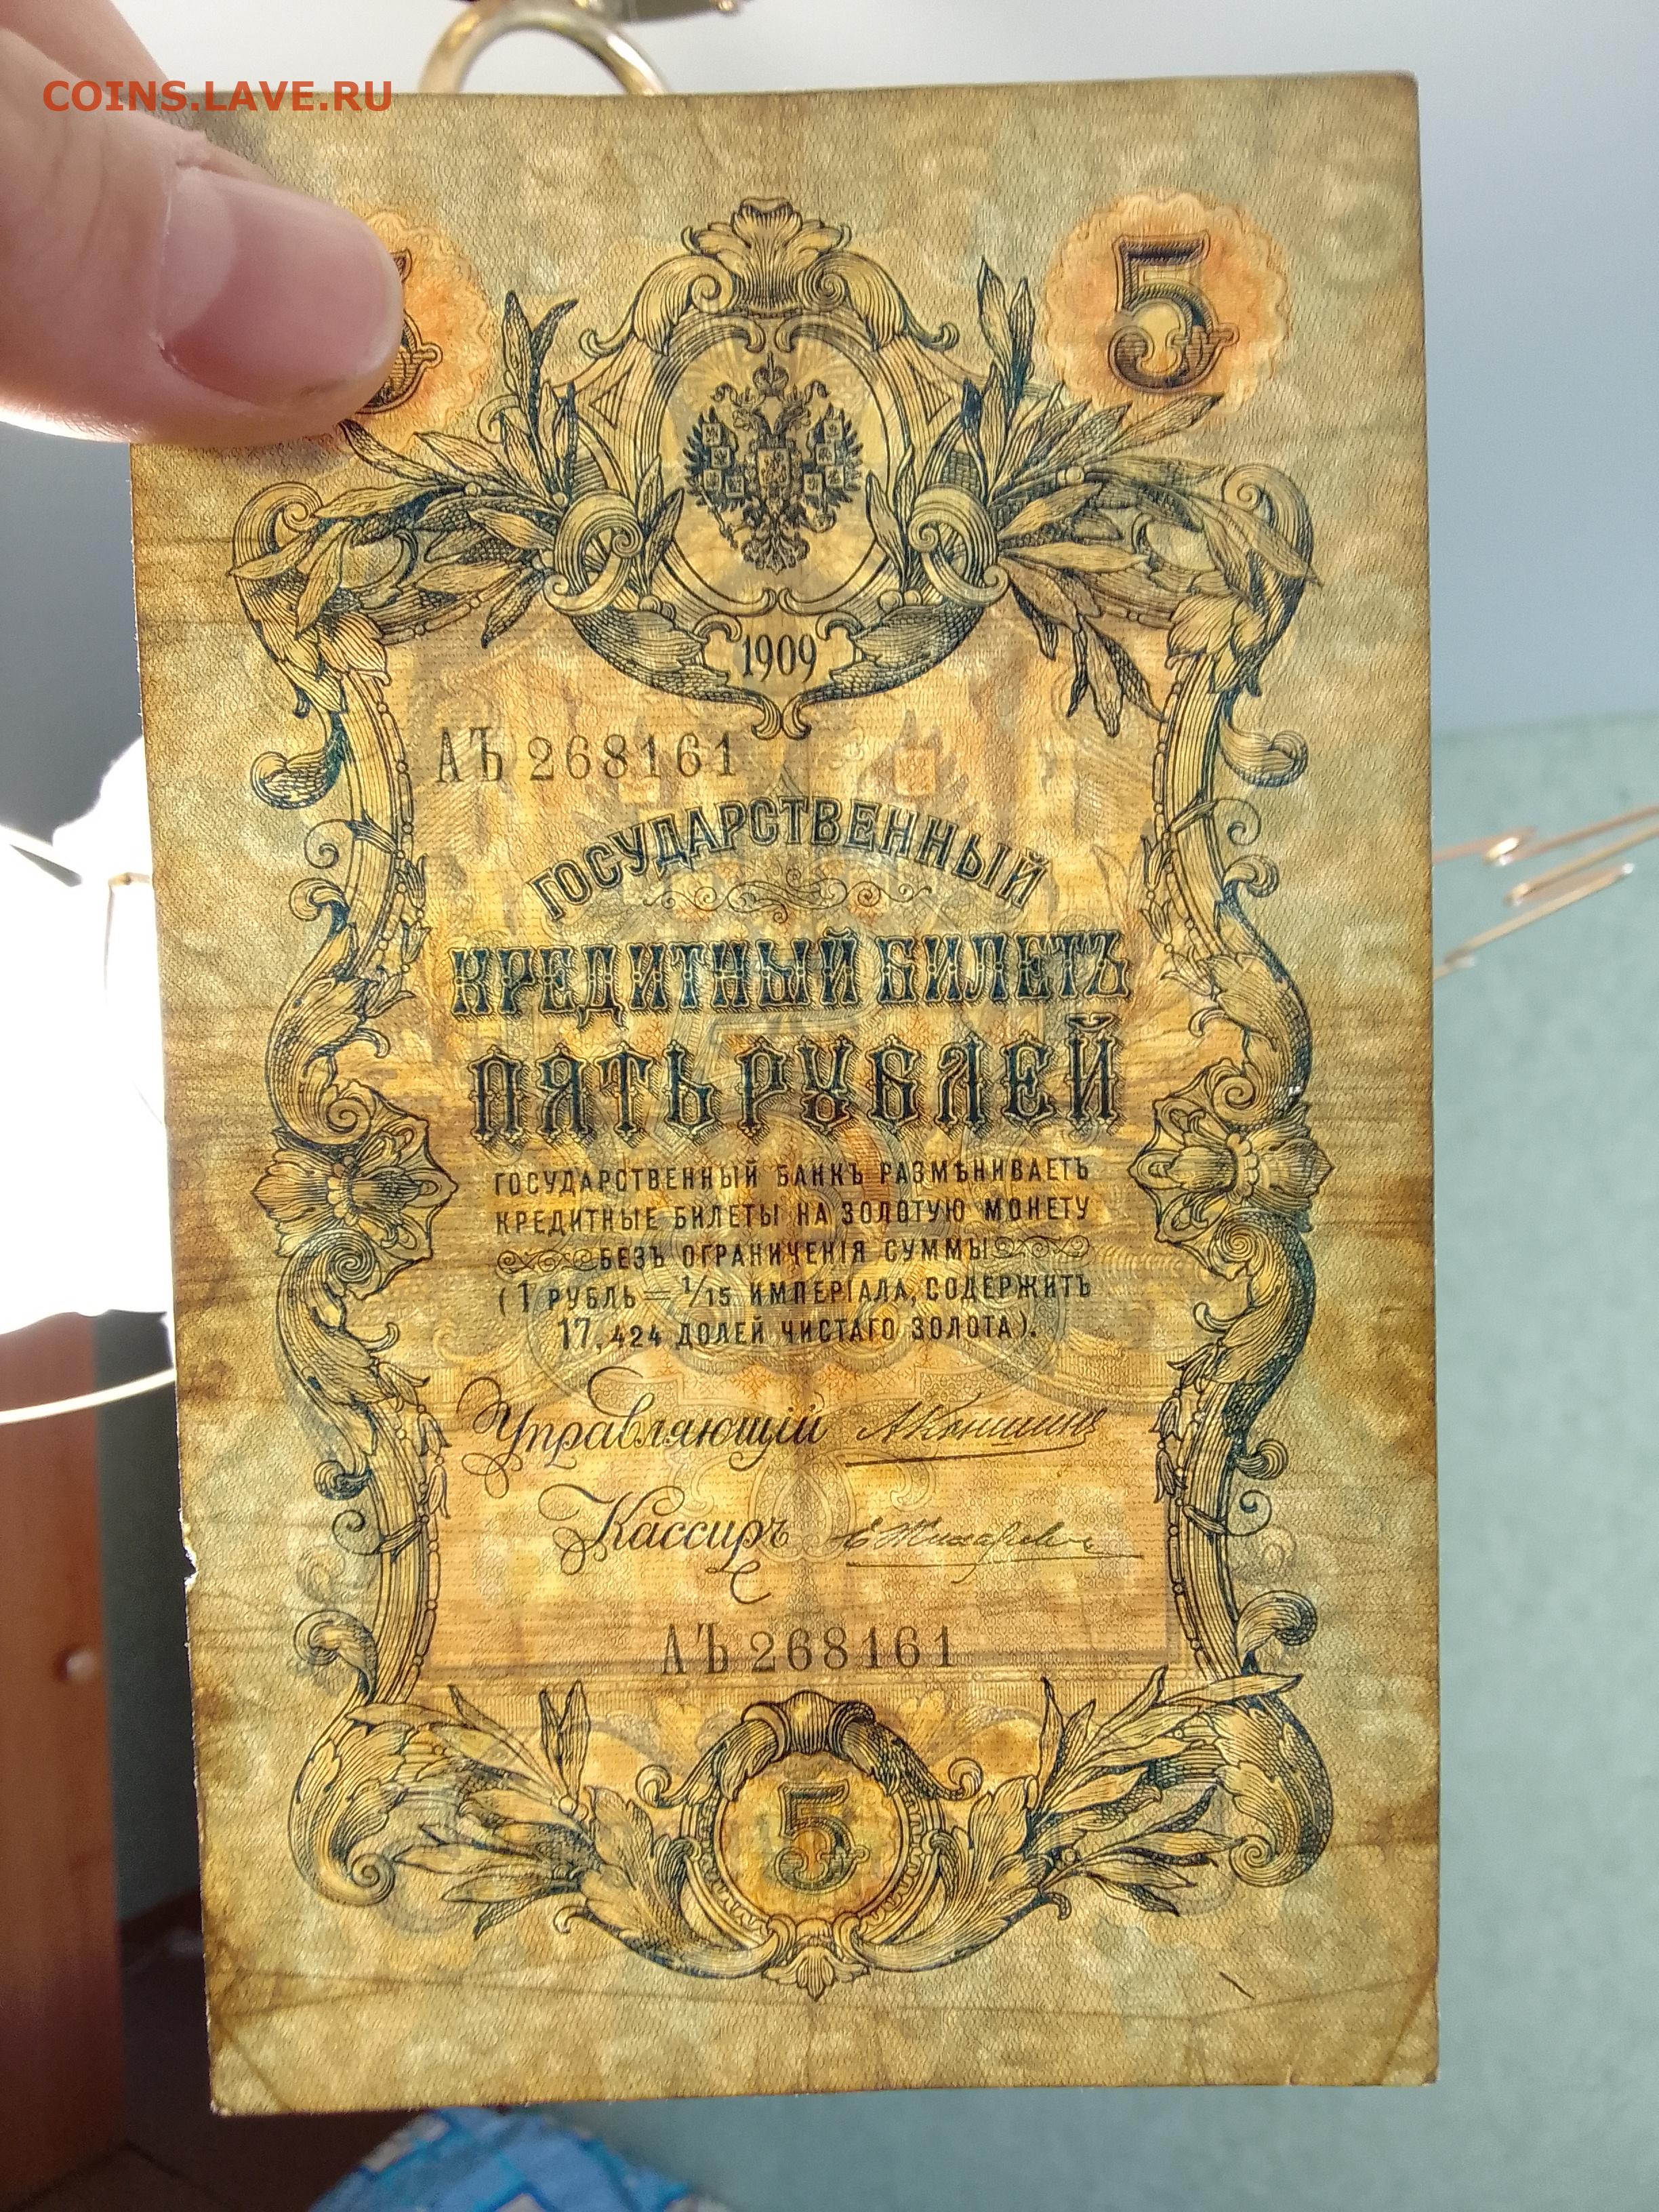 COINS.LAVE.RU
5
1909
АЪ 268161
ГОСУДАРСТВЕННЫЙ
КРЕДИТНЫЙ БИЛЕТЪ
ПЯТЬ РУБЛЕЙ
ГОСУДАРСТВЕННЫЙ БАНКЪ РАЗМѢНИВАЕТЪ
КРЕДИТНЫЕ БИЛЕТЫ НА ЗОЛОТУЮ МОНЕТУ
БЕЗЪ ОГРАНИЧЕНІЯ СУММЫ
(1 РУБЛЬ = 1/15 ИМПЕРІАЛА, СОДЕРЖИТЪ
17,424 ДОЛЕЙ ЧИСТАГО ЗОЛОТА).
Управляющій АКоншинъ
Кассиръ
АЪ 268161
5